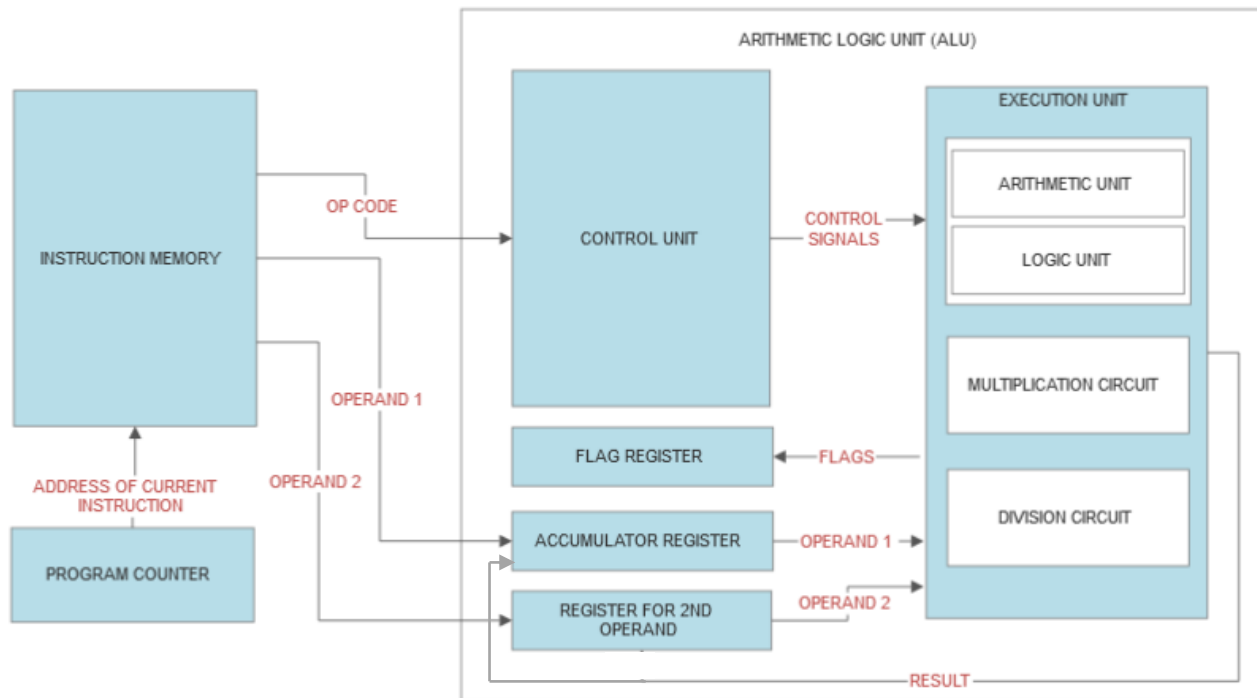 ARITHMETIC LOGIC UNIT (ALU)
INSTRUCTION MEMORY
OP CODE
CONTROL UNIT
CONTROL
SIGNALS
EXECUTION UNIT
ARITHMETIC UNIT
LOGIC UNIT
MULTIPLICATION CIRCUIT
DIVISION CIRCUIT
OPERAND 1
OPERAND 2
FLAG REGISTER
FLAGS
ADDRESS OF CURRENT
INSTRUCTION
PROGRAM COUNTER
ACCUMULATOR REGISTER
OPERAND 1
REGISTER FOR 2ND
OPERAND
OPERAND 2
RESULT